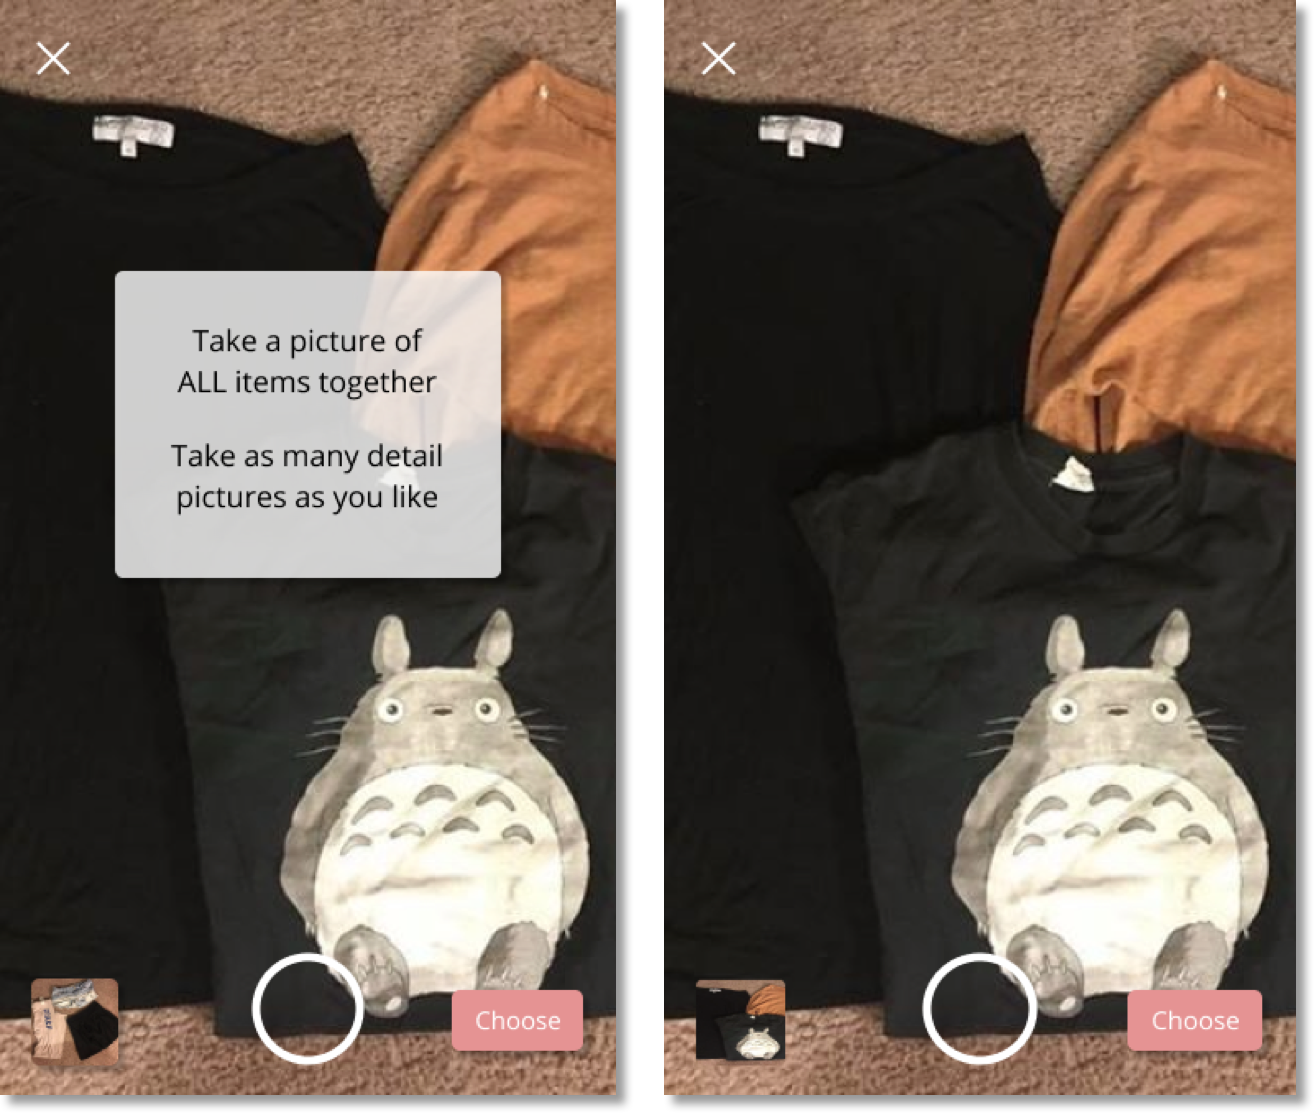 Take a picture of
ALL items together
Take as many detail
pictures as you like
Choose
Choose